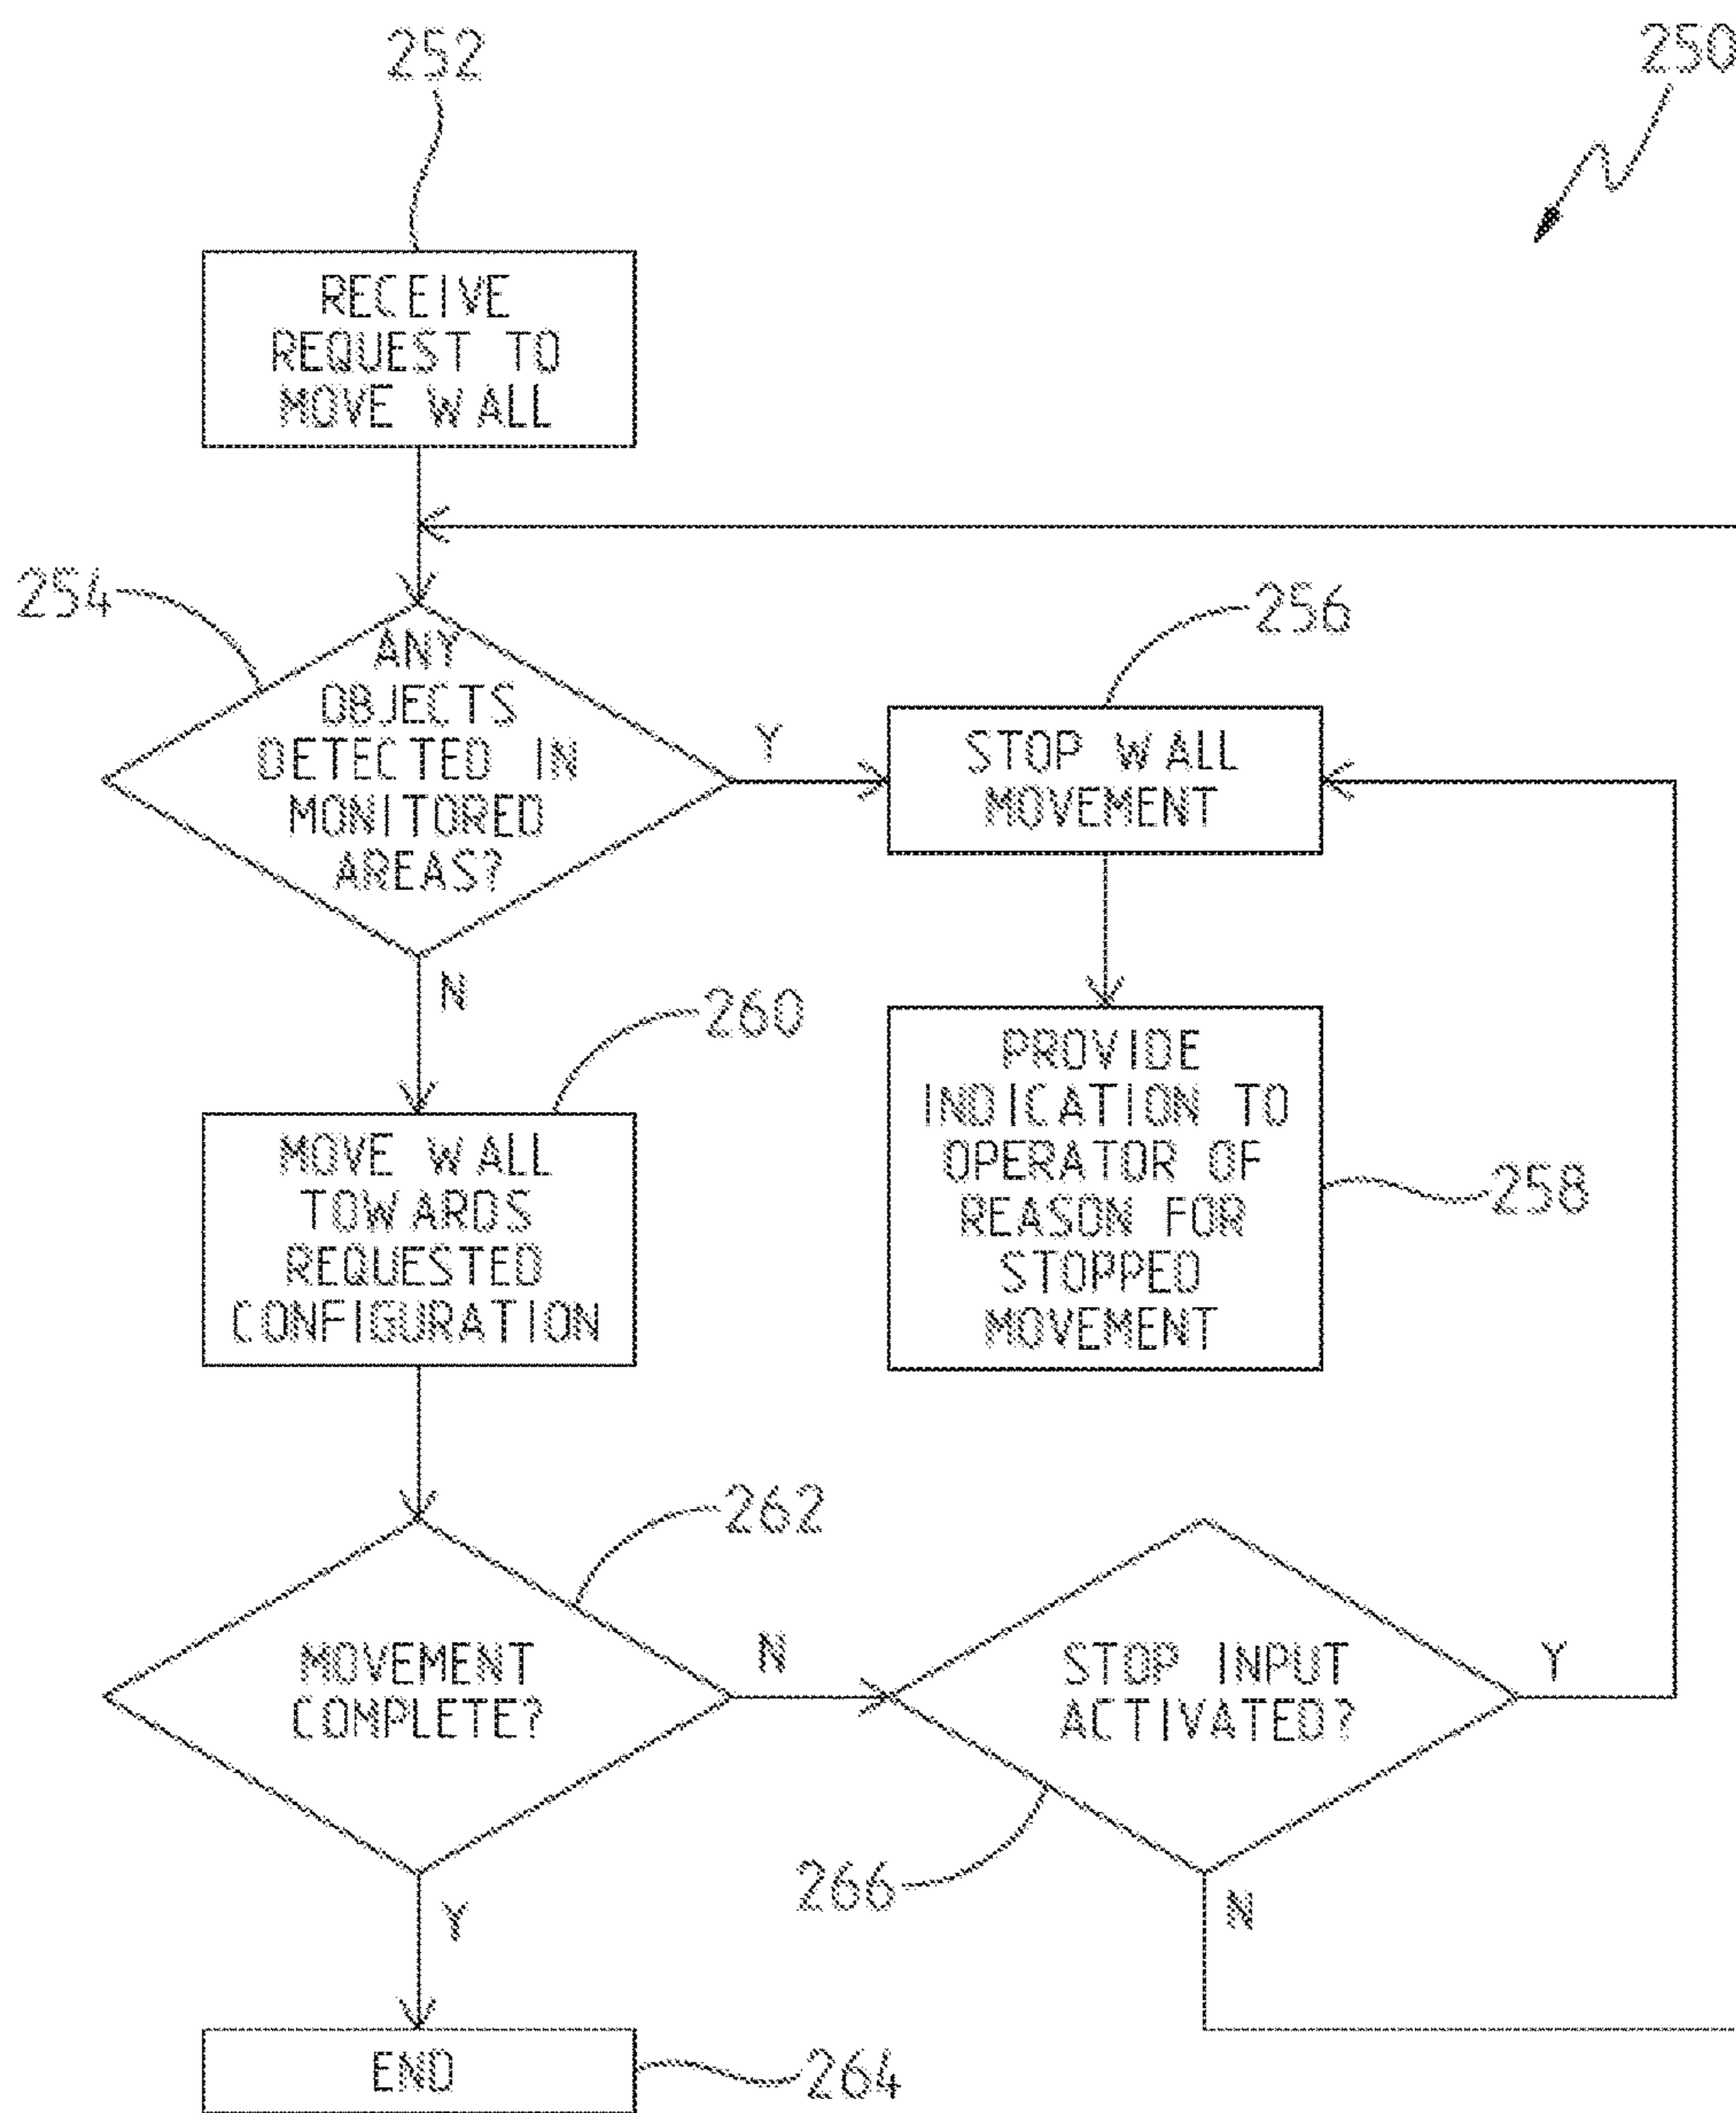 252
250
RECEIVE
REQUEST TO
MOVE WALL
254
ANY
OBJECTS
DETECTED IN
MONITORED
AREAS?
Y
N
256
STOP WALL
MOVEMENT
PROVIDE
INDICATION TO
OPERATOR OF
REASON FOR
STOPPED
MOVEMENT
258
260
MOVE WALL
TOWARDS
REQUESTED
CONFIGURATION
262
MOVEMENT
COMPLETE?
N
Y
STOP INPUT
ACTIVATED?
Y
266
N
END
264